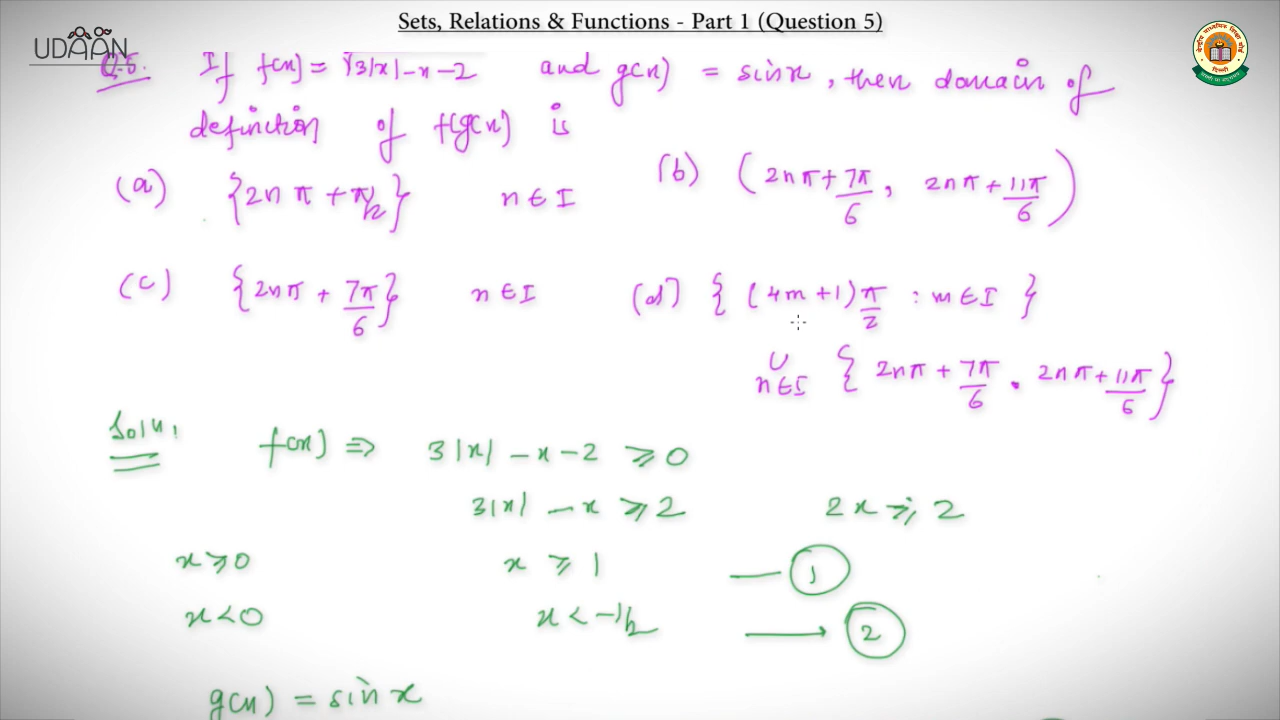 Sets, Relations & Functions - Part 1 (Question 5)
UDAAN
Q.5. If f(x) = √3|x|-x-2 and g(x) = sinx, then domain of
definition of f(g(x) is
(a) {2nπ + π/2} n∈I (b) (2nπ + 7π/6, 2nπ + 11π/6)
(c) {2nπ + 7π/6} n∈I (d) {(4m+1)π/2 : m∈I}
∪ n∈I {2nπ + 7π/6 . 2nπ + 11π/6}
Soln. f(x) ⇒ 3|x| - x - 2 ≥ 0
3|x| - x ≥ 2 2x ≥ 2
x ≥ 0 x ≥ 1 — 1
x < 0 x < -1/2 → 2
g(x) = sin x